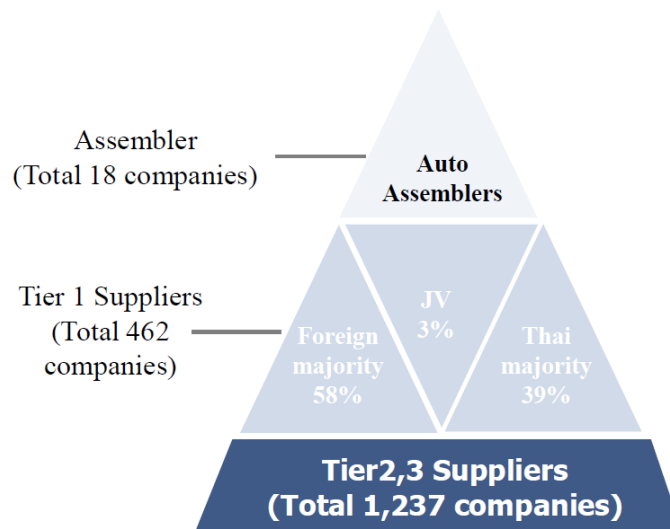 Assembler
(Total 18 companies)
Auto
Assemblers
Tier 1 Suppliers
(Total 462
companies)
JV
3%
Foreign
majority
58%
Thai
majority
39%
Tier2,3 Suppliers
(Total 1,237 companies)